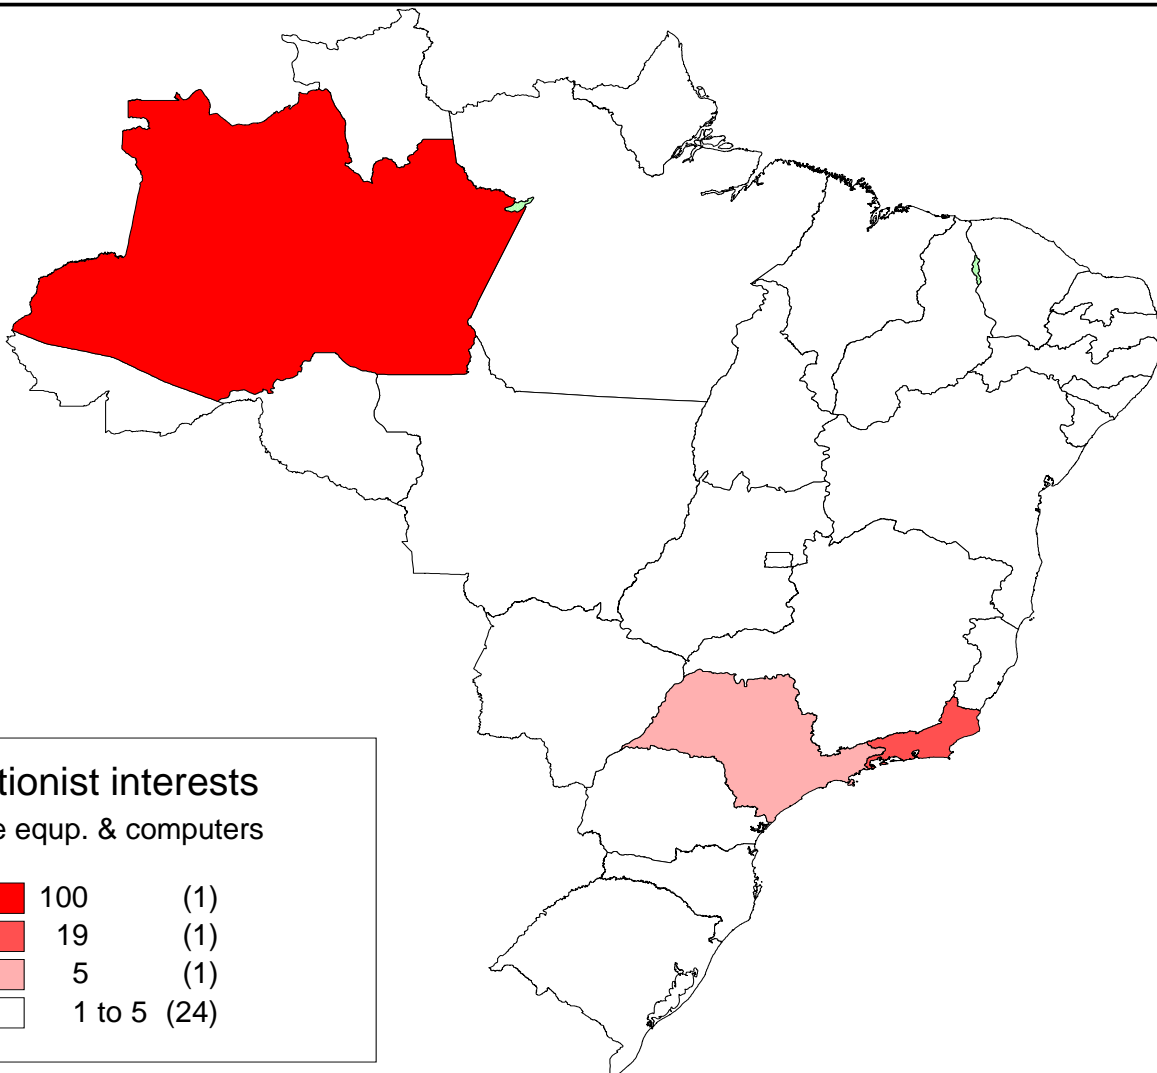 tionist interests
e equp. & computers
100 (1)
19 (1)
5 (1)
1 to 5 (24)